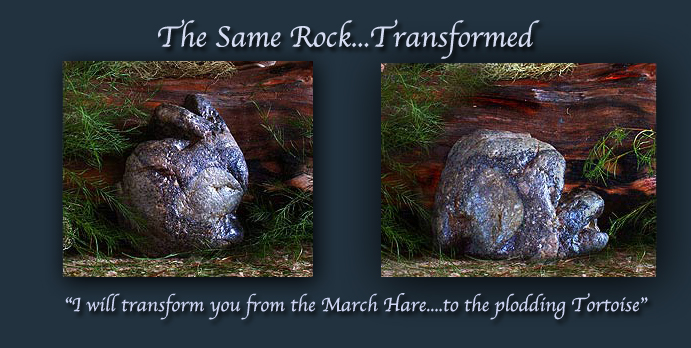 The Same Rock...Transformed
"I will transform you from the March Hare....to the plodding Tortoise"